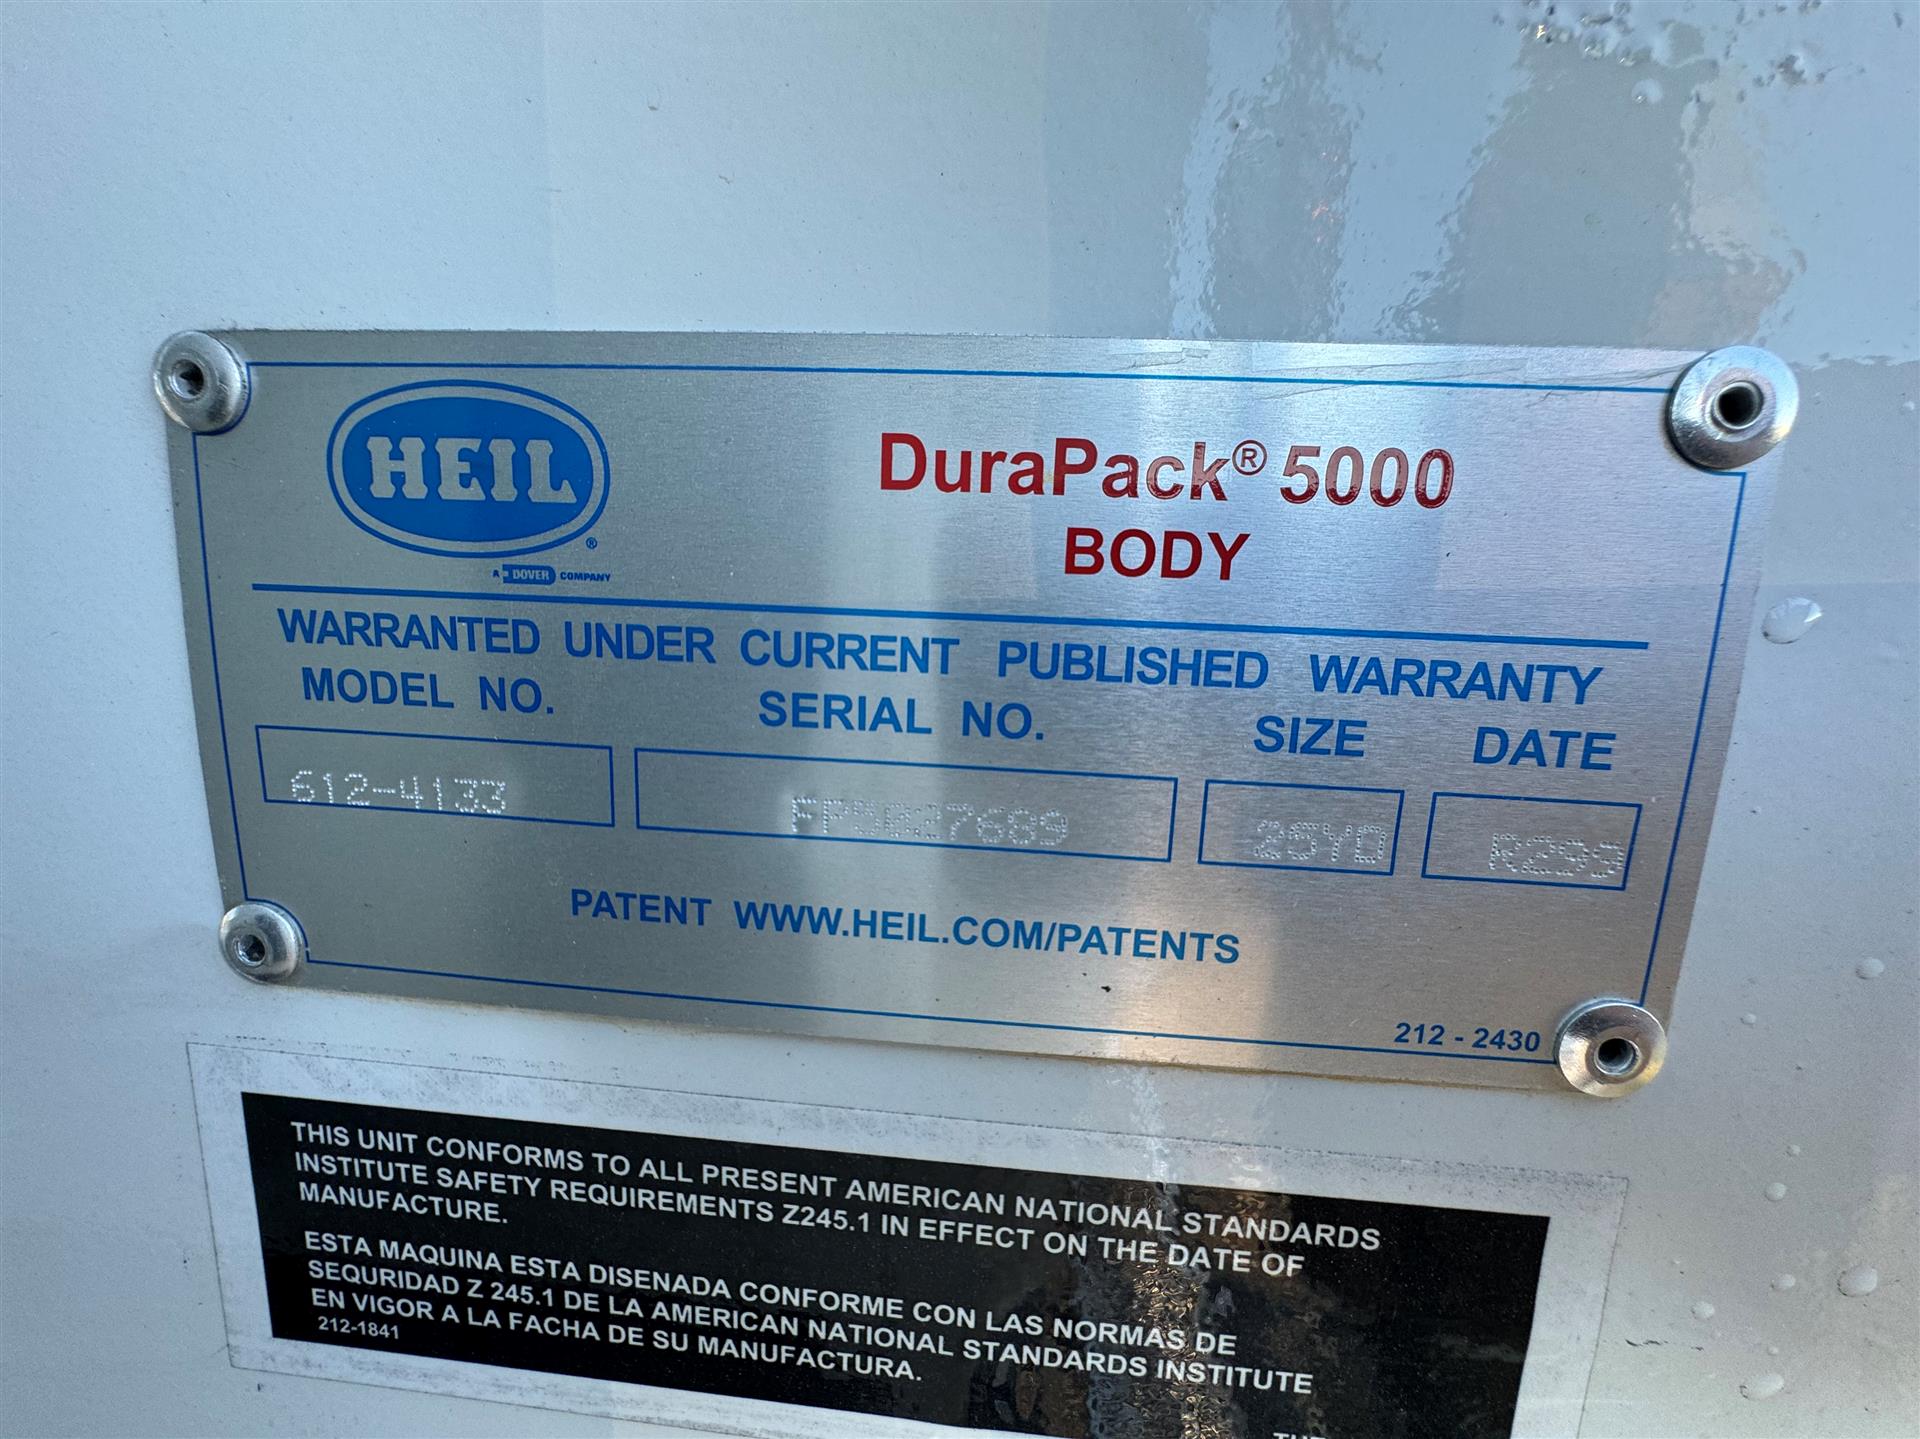 HEIL
®
A DOVER COMPANY
DuraPack® 5000
BODY
WARRANTED UNDER CURRENT PUBLISHED WARRANTY
MODEL NO. SERIAL NO. SIZE DATE
612-4133 R299
PATENT WWW.HEIL.COM/PATENTS
212 - 2430
THIS UNIT CONFORMS TO ALL PRESENT AMERICAN NATIONAL STANDARDS
INSTITUTE SAFETY REQUIREMENTS Z245.1 IN EFFECT ON THE DATE OF
MANUFACTURE.
ESTA MAQUINA ESTA DISENADA CONFORME CON LAS NORMAS DE
SEQURIDAD Z 245.1 DE LA AMERICAN NATIONAL STANDARDS INSTITUTE
EN VIGOR A LA FACHA DE SU MANUFACTURA.
212-1841